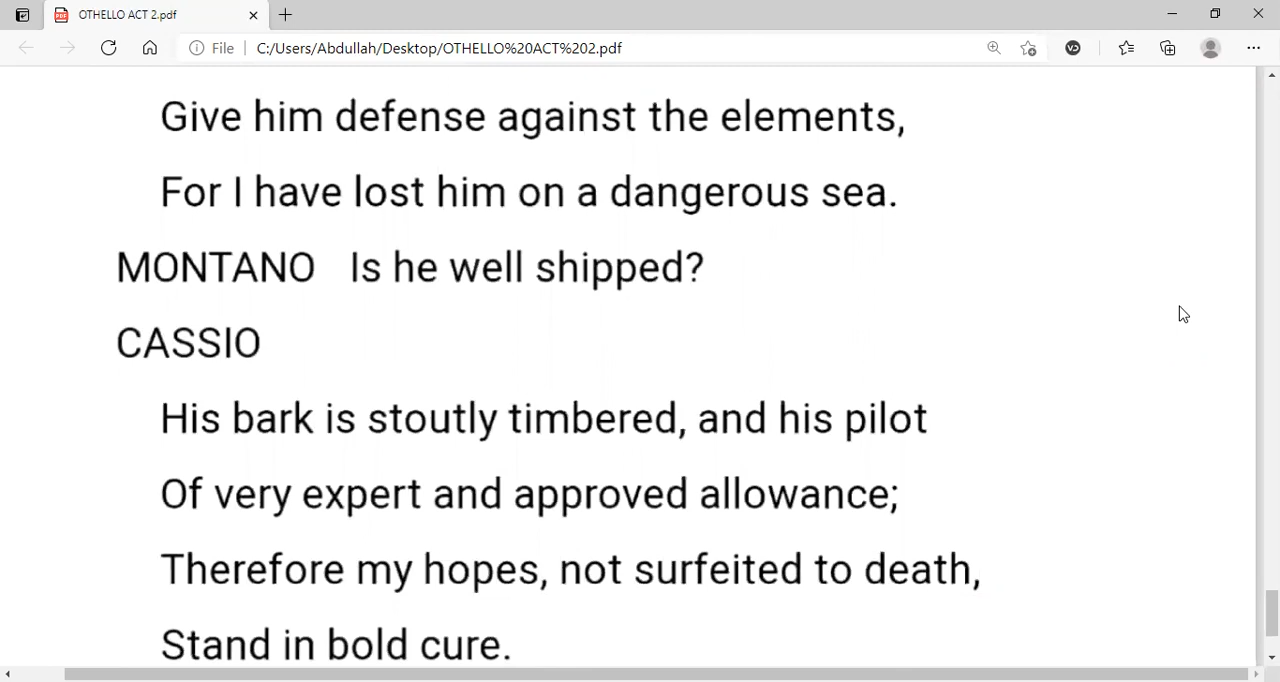 OTHELLO ACT 2.pdf
File C:/Users/Abdullah/Desktop/OTHELLO%20ACT%202.pdf
Give him defense against the elements,
For I have lost him on a dangerous sea.
MONTANO Is he well shipped?
CASSIO
His bark is stoutly timbered, and his pilot
Of very expert and approved allowance;
Therefore my hopes, not surfeited to death,
Stand in bold cure.